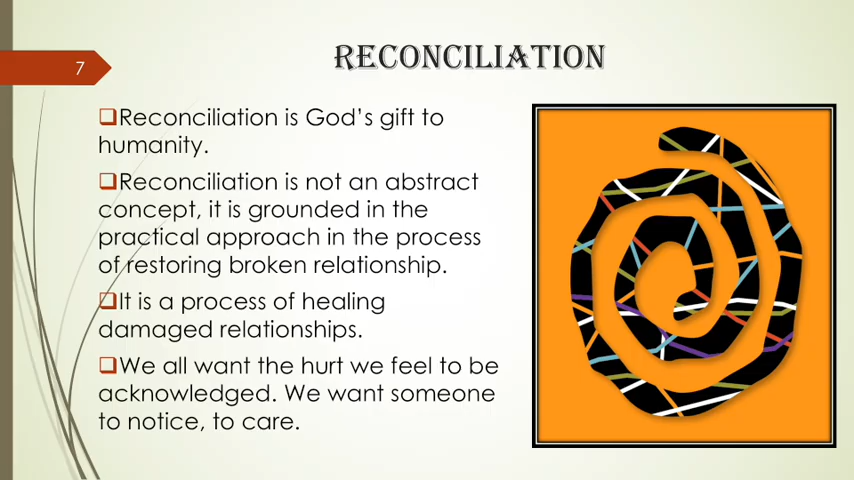 7
RECONCILIATION
❑Reconciliation is God’s gift to
humanity.
❑Reconciliation is not an abstract
concept, it is grounded in the
practical approach in the process
of restoring broken relationship.
❑It is a process of healing
damaged relationships.
❑We all want the hurt we feel to be
acknowledged. We want someone
to notice, to care.